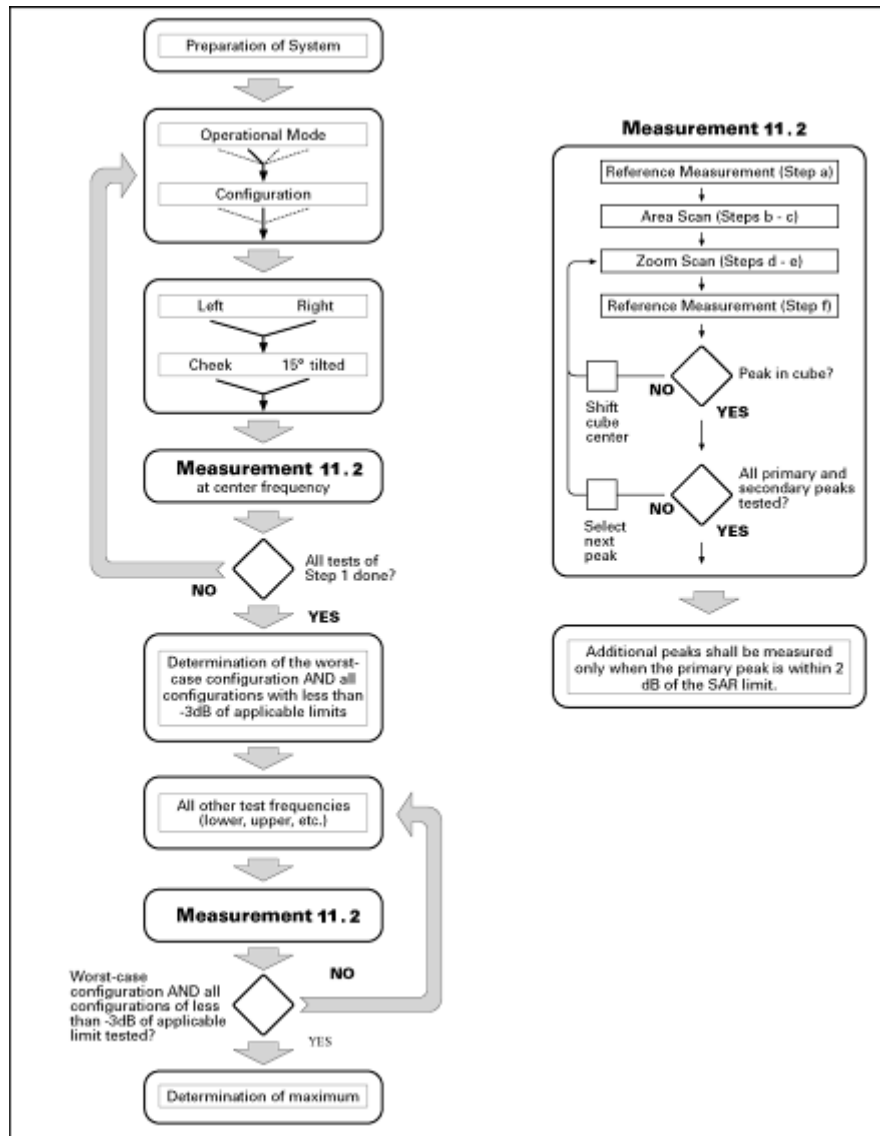 Preparation of System
Operational Mode
Configuration
Left Right
Cheek 15° tilted
Measurement 11.2
at center frequency
All tests of
Step 1 done?
NO
YES
Determination of the worst-
case configuration AND all
configurations with less than
-3dB of applicable limits
All other test frequencies
(lower, upper, etc.)
Measurement 11.2
NO
Worst-case
configuration AND all
configurations of less
than -3dB of applicable
limit tested?
YES
Determination of maximum
Measurement 11.2
Reference Measurement (Step a)
Area Scan (Steps b - c)
Zoom Scan (Steps d - e)
Reference Measurement (Step f)
Peak in cube?
NO
YES
Shift
cube
center
All primary and
secondary peaks
tested?
NO
YES
Select
next
peak
Additional peaks shall be measured
only when the primary peak is within 2
dB of the SAR limit.